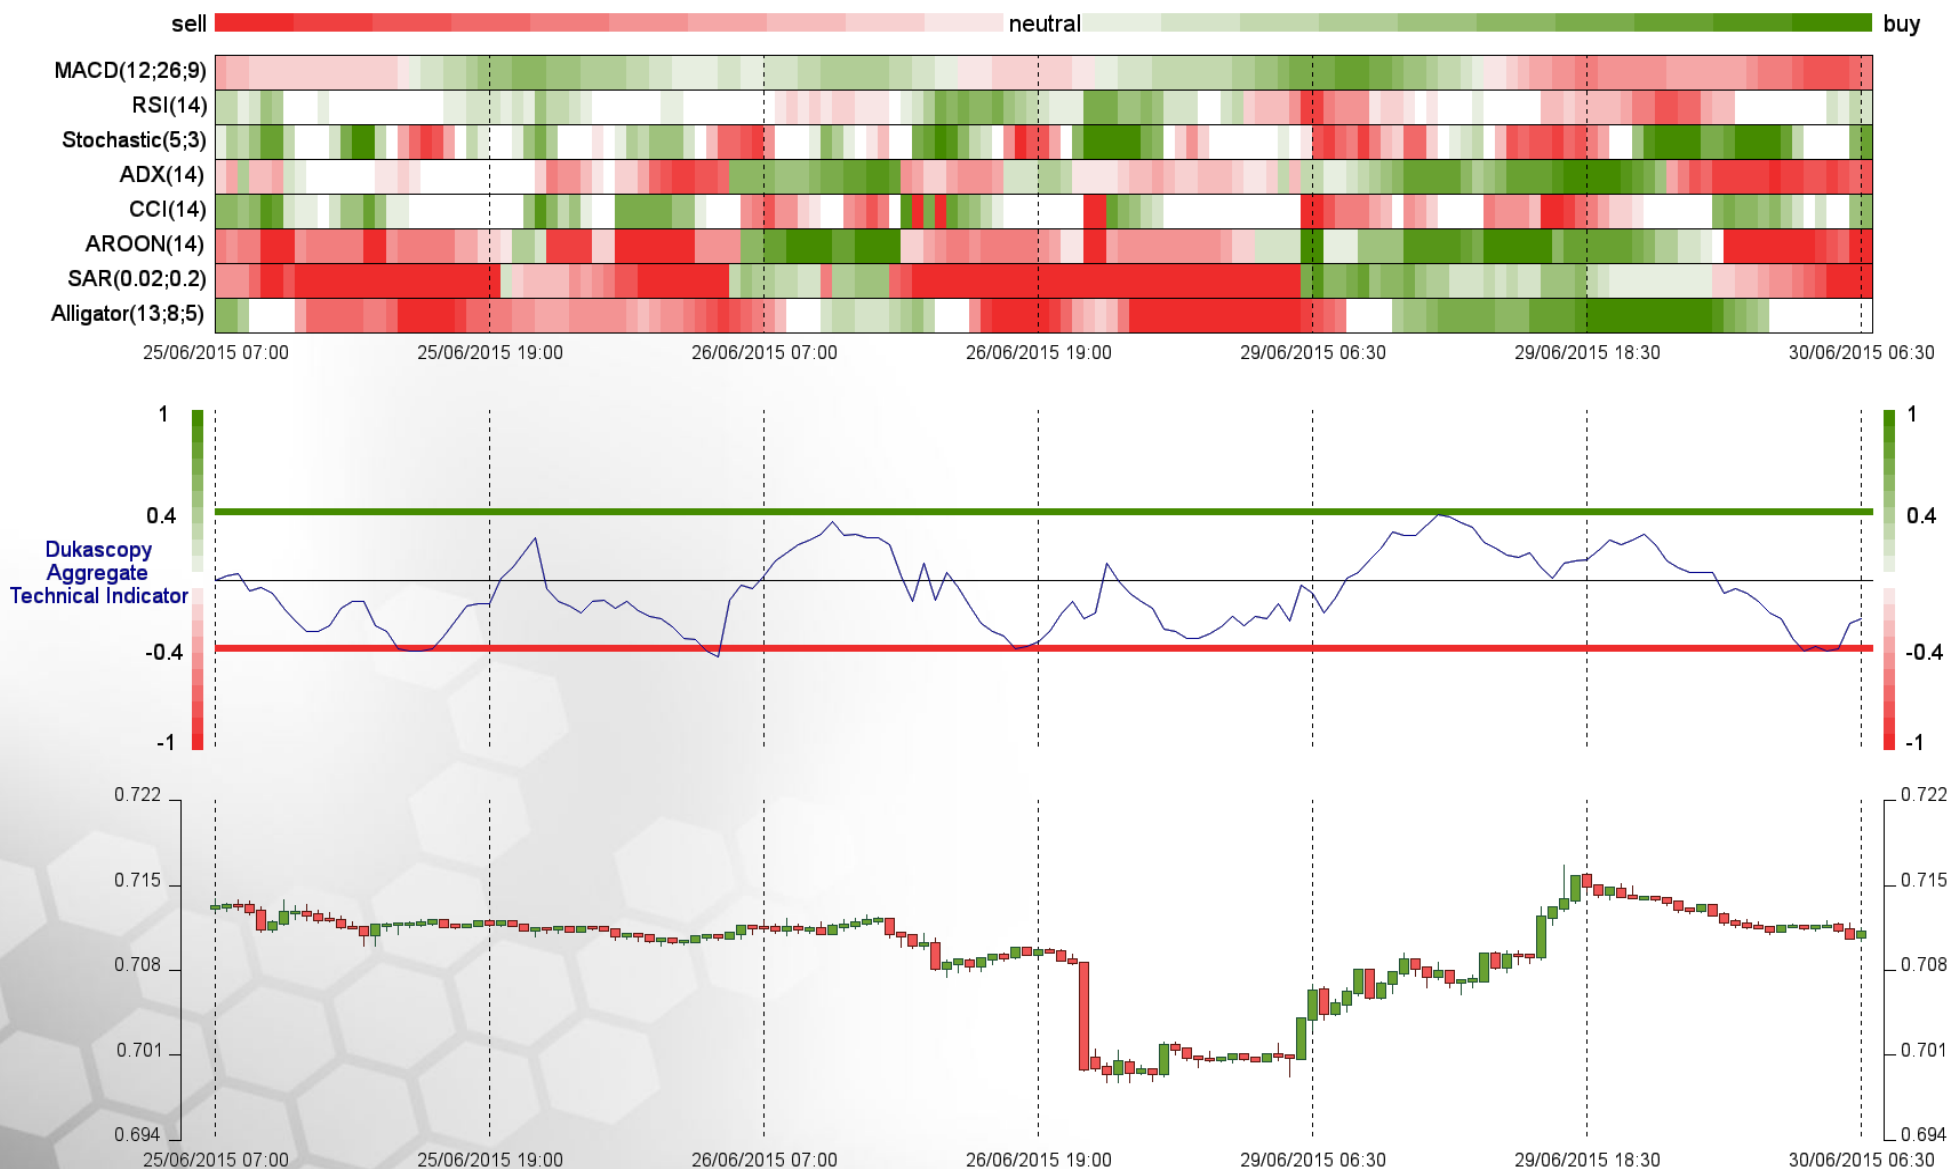 sell neutral buy
MACD(12;26;9)
RSI(14)
Stochastic(5;3)
ADX(14)
CCI(14)
AROON(14)
SAR(0.02;0.2)
Alligator(13;8;5)
25/06/2015 07:00 25/06/2015 19:00 26/06/2015 07:00 26/06/2015 19:00 29/06/2015 06:30 29/06/2015 18:30 30/06/2015 06:30
1 1
0.4 0.4
Dukascopy
Aggregate
Technical Indicator
-0.4 -0.4
-1 -1
0.722 0.722
0.715 0.715
0.708 0.708
0.701 0.701
0.694 0.694
25/06/2015 07:00 25/06/2015 19:00 26/06/2015 07:00 26/06/2015 19:00 29/06/2015 06:30 29/06/2015 18:30 30/06/2015 06:30